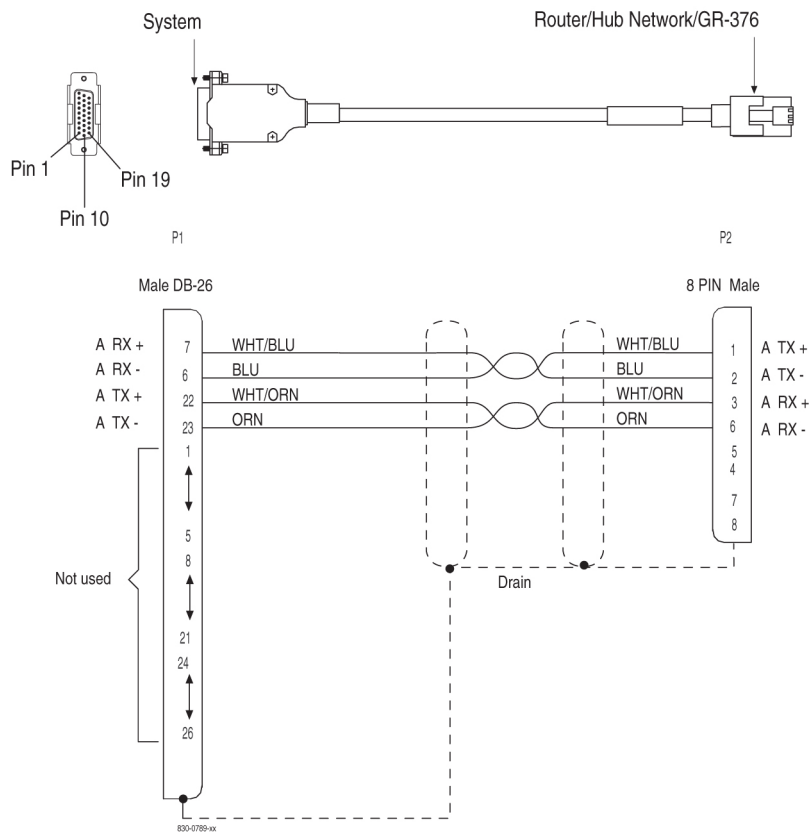 System
Router/Hub Network/GR-376
Pin 1
Pin 19
Pin 10
P1
P2
Male DB-26
8 PIN Male
A RX + 7 WHT/BLU WHT/BLU 1 A TX +
A RX - 6 BLU BLU 2 A TX -
A TX + 22 WHT/ORN WHT/ORN 3 A RX +
A TX - 23 ORN ORN 6 A RX -
1
5
4
7
8
5
8
Not used
Drain
21
24
26
830-0789-xx